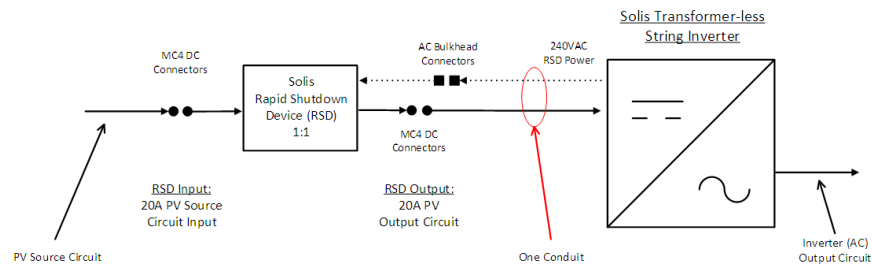 Solis Transformer-less
String Inverter
MC4 DC
Connectors
AC Bulkhead
Connectors
240VAC
RSD Power
Solis
Rapid Shutdown
Device (RSD)
1:1
MC4 DC
Connectors
RSD Input:
20A PV Source
Circuit Input
RSD Output:
20A PV
Output Circuit
PV Source Circuit
One Conduit
Inverter (AC)
Output Circuit